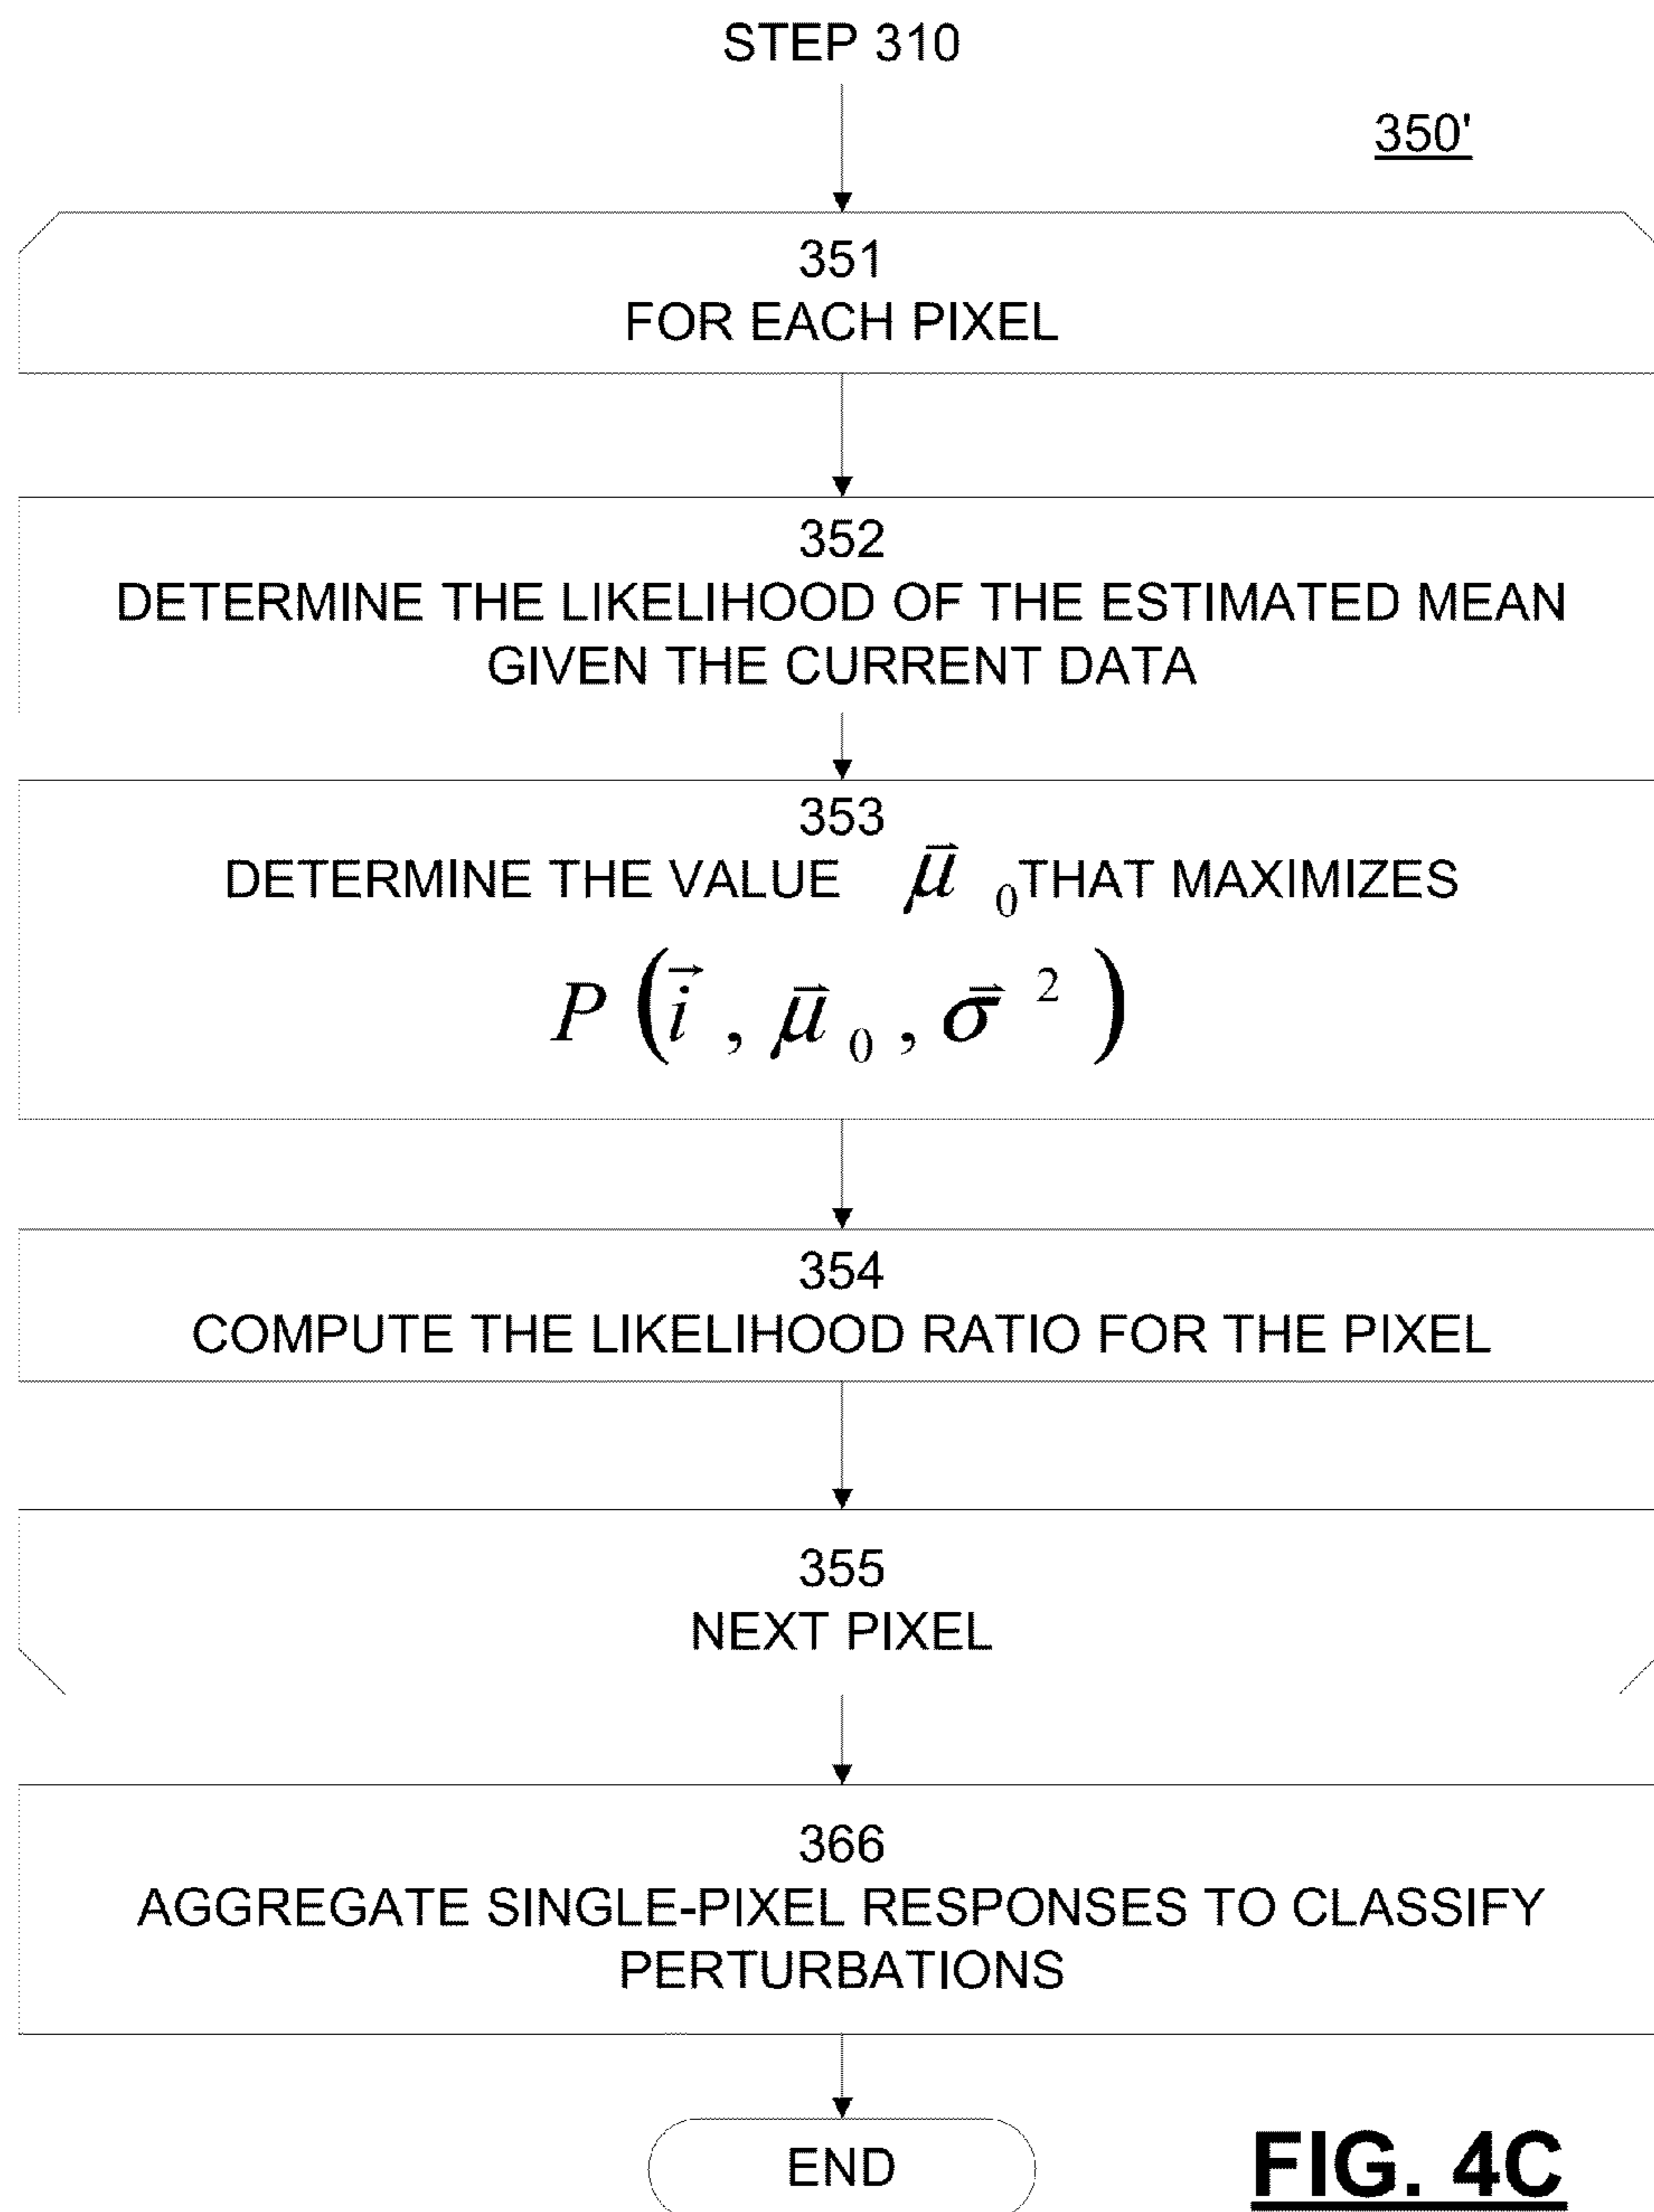 STEP 310
350'
351
FOR EACH PIXEL
352
DETERMINE THE LIKELIHOOD OF THE ESTIMATED MEAN
GIVEN THE CURRENT DATA
353
DETERMINE THE VALUE μ⃗ ₀ THAT MAXIMIZES
P (i⃗ , μ⃗ ₀ , σ⃗ ²)
354
COMPUTE THE LIKELIHOOD RATIO FOR THE PIXEL
355
NEXT PIXEL
366
AGGREGATE SINGLE-PIXEL RESPONSES TO CLASSIFY
PERTURBATIONS
END
FIG. 4C